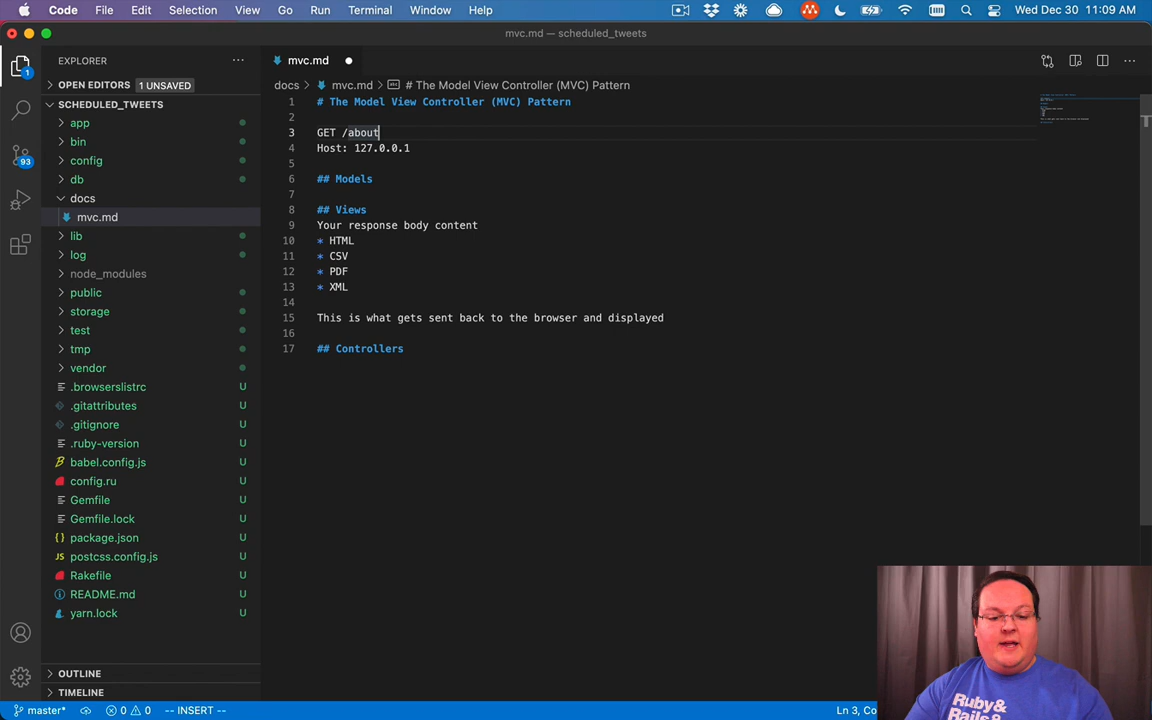 Code File Edit Selection View Go Run Terminal Window Help Wed Dec 30 11:09 AM
mvc.md — scheduled_tweets
EXPLORER
mvc.md
OPEN EDITORS 1 UNSAVED
docs > mvc.md > # The Model View Controller (MVC) Pattern
SCHEDULED_TWEETS
app
bin
config
db
docs
mvc.md
lib
log
node_modules
public
storage
test
tmp
vendor
.browserslistrc U
.gitattributes U
.gitignore U
.ruby-version U
babel.config.js U
config.ru U
Gemfile U
Gemfile.lock U
package.json U
JS postcss.config.js U
Rakefile U
README.md U
yarn.lock U
OUTLINE
TIMELINE
1
93
1 # The Model View Controller (MVC) Pattern
2
3 GET /about
4 Host: 127.0.0.1
5
6 ## Models
7
8 ## Views
9 Your response body content
10 * HTML
11 * CSV
12 * PDF
13 * XML
14
15 This is what gets sent back to the browser and displayed
16
17 ## Controllers
Ruby&
Rails&
master* 0 0 -- INSERT -- Ln 3, Co